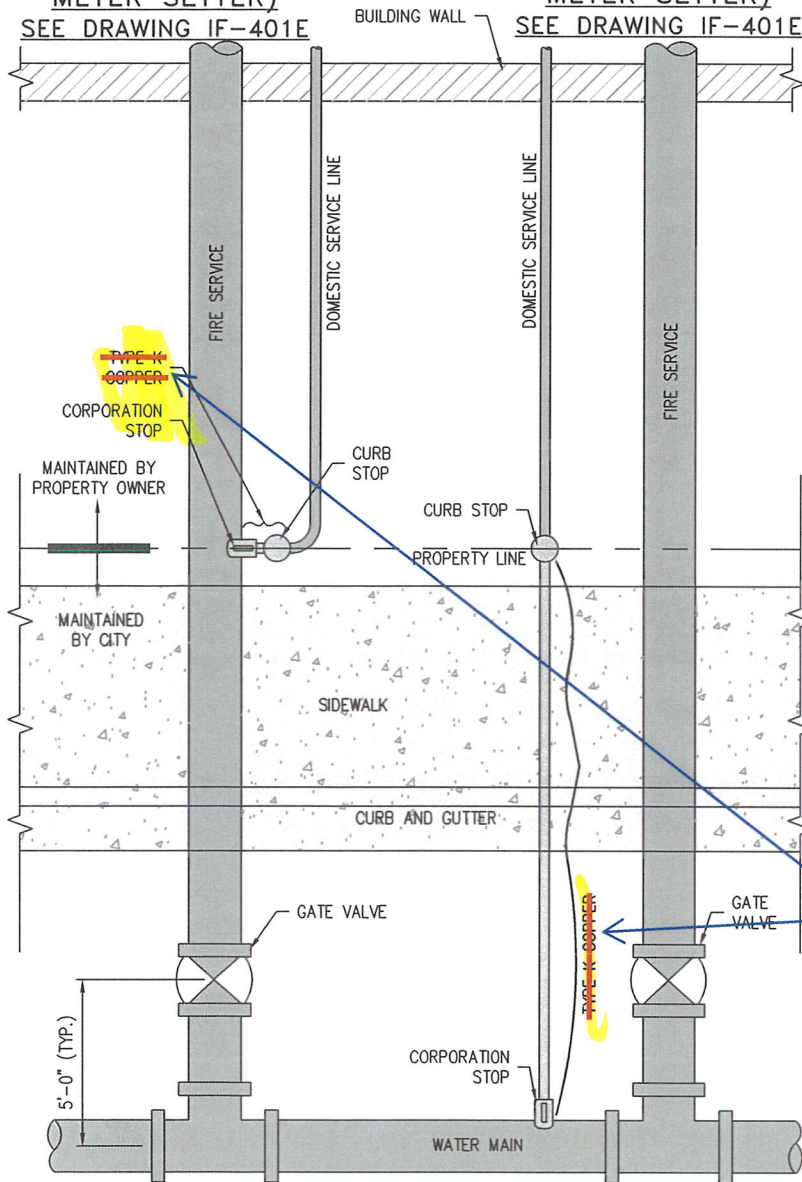 METER SETTER)
SEE DRAWING IF-401E
BUILDING WALL
METER SETTER)
SEE DRAWING IF-401E
FIRE SERVICE
DOMESTIC SERVICE LINE
DOMESTIC SERVICE LINE
FIRE SERVICE
TYPE K
COPPER
CORPORATION
STOP
CURB
STOP
MAINTAINED BY
PROPERTY OWNER
CURB STOP
PROPERTY LINE
MAINTAINED
BY CITY
SIDEWALK
CURB AND GUTTER
GATE VALVE
GATE
VALVE
TYPE K COPPER
5'-0" (TYP.)
CORPORATION
STOP
WATER MAIN